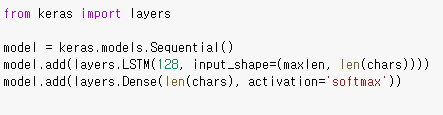 from keras import layers
model = keras.models.Sequential()
model.add(layers.LSTM(128, input_shape=(maxlen, len(chars))))
model.add(layers.Dense(len(chars), activation='softmax'))